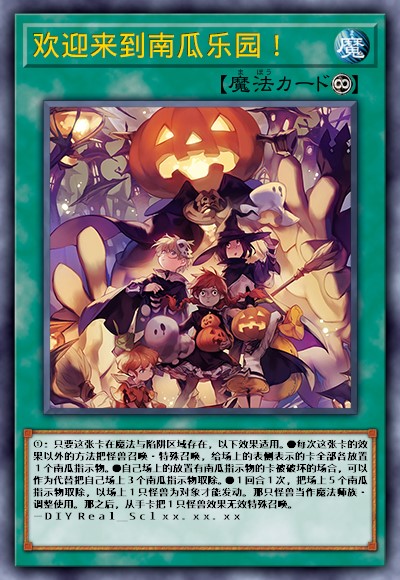 欢迎来到南瓜乐园！
魔
【魔法カード】
まほう
①：只要这张卡在魔法与陷阱区域存在，以下效果适用。●每次这张卡的效
果以外的方法把怪兽召唤·特殊召唤，给场上的表侧表示的卡全部各放置
1个南瓜指示物。●自己场上的放置有南瓜指示物的卡被破坏的场合，可以
作为代替把自己场上3个南瓜指示物取除。●1回合1次，把场上5个南瓜
指示物取除，以场上1只怪兽为对象才能发动。那只怪兽当作魔法师族·
调整使用。那之后，从手卡把1只怪兽效果无效特殊召唤。
－DIYReal＿Sclxx.xx.xx